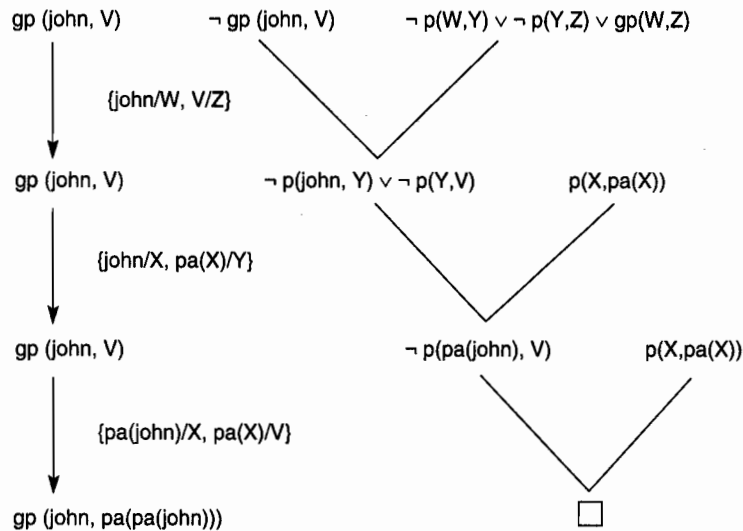 gp (john, V) ¬ gp (john, V) ¬ p(W,Y) ∨ ¬ p(Y,Z) ∨ gp(W,Z)
{john/W, V/Z}
gp (john, V) ¬ p(john, Y) ∨ ¬ p(Y,V) p(X,pa(X))
{john/X, pa(X)/Y}
gp (john, V) ¬ p(pa(john), V) p(X,pa(X))
{pa(john)/X, pa(X)/V}
gp (john, pa(pa(john)))